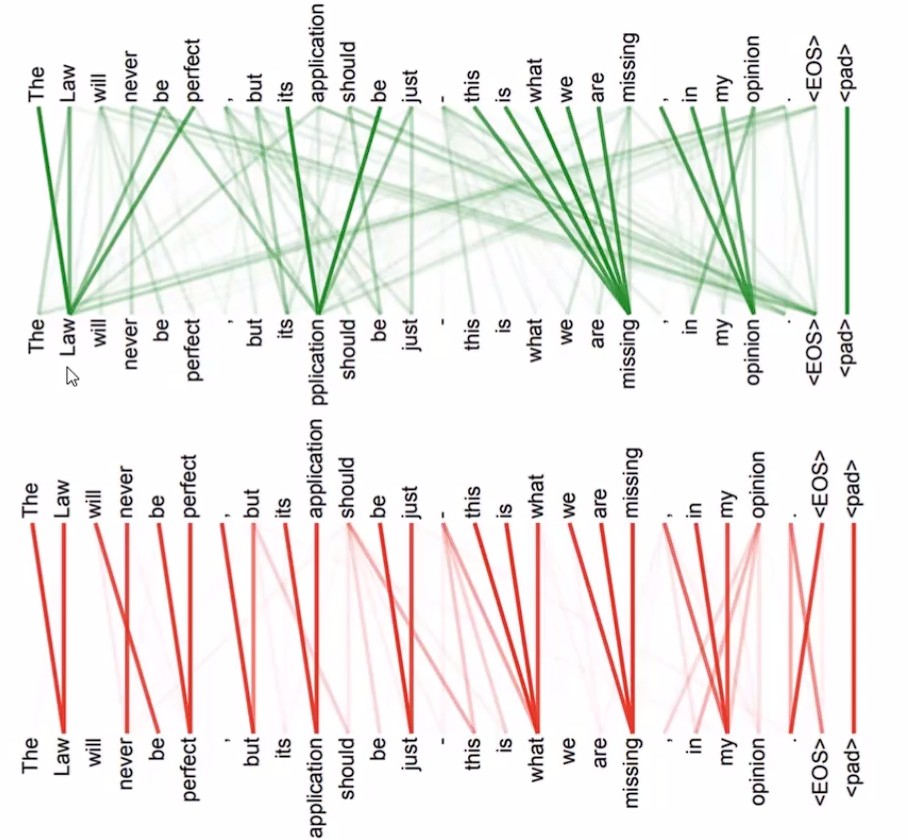 The Law will never be perfect , but its application should be just - this is what we are missing , in my opinion . <EOS> <pad>
The Law will never be perfect , but its pplication should be just - this is what we are missing , in my opinion . <EOS> <pad>
The Law will never be perfect , but its application should be just - this is what we are missing , in my opinion . <EOS> <pad>
The Law will never be perfect , but its application should be just - this is what we are missing , in my opinion . <EOS> <pad>